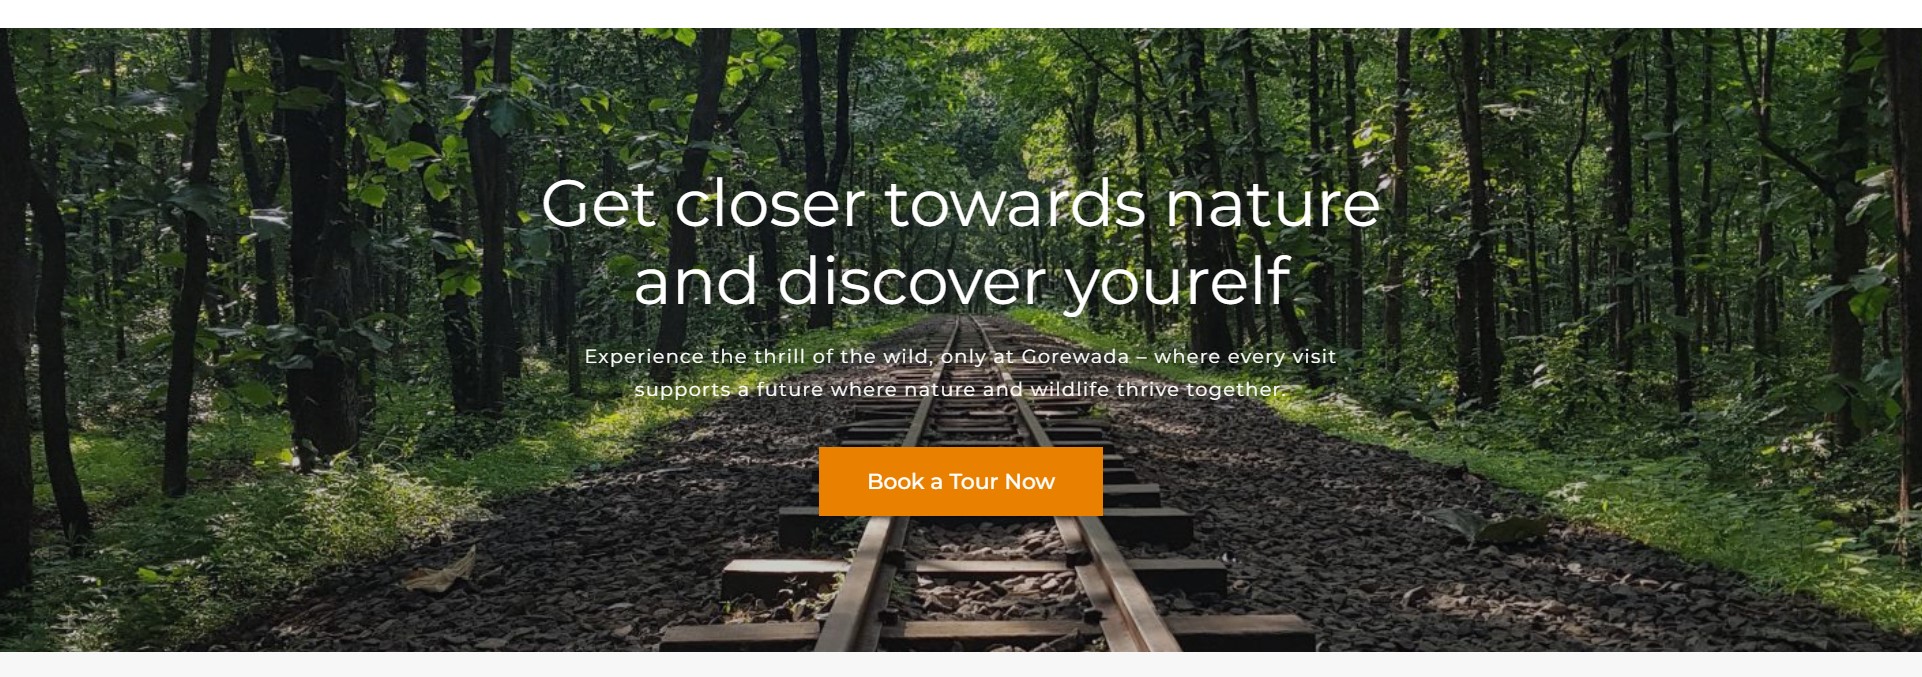 Get closer towards nature
and discover yourelf
Experience the thrill of the wild, only at Gorewada – where every visit
supports a future where nature and wildlife thrive together.
Book a Tour Now